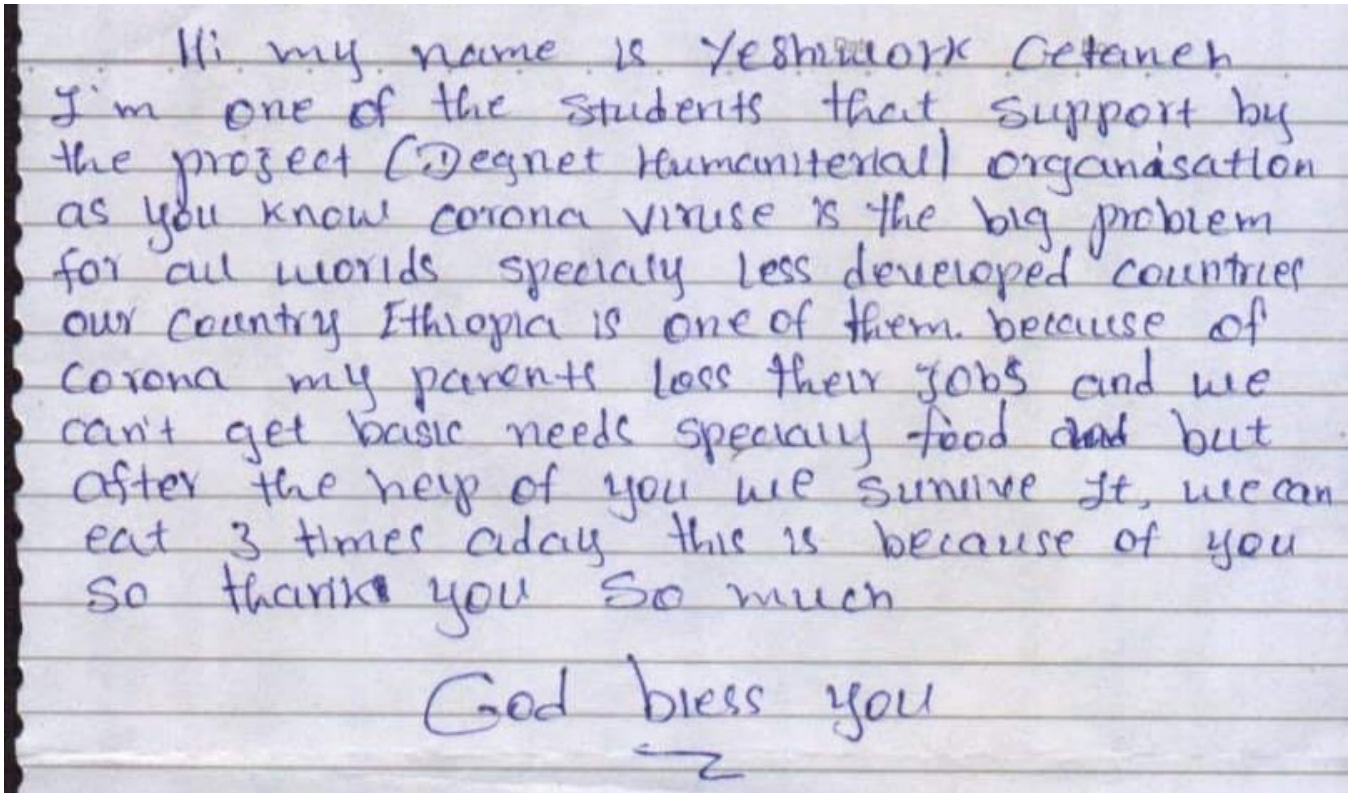 Hi my name is Yeshiwork Getaneh
I'm one of the students that support by
the project (Degnet Humaniterial) organisation
as you know corona viruse is the big problem
for all worlds specialy less developed countries
our country Ethiopia is one of them. because of
corona my parents loss their jobs and we
can't get basic needs specialy food but
after the help of you we survive It, we can
eat 3 times aday this is because of you
so thank you so much
God bless you